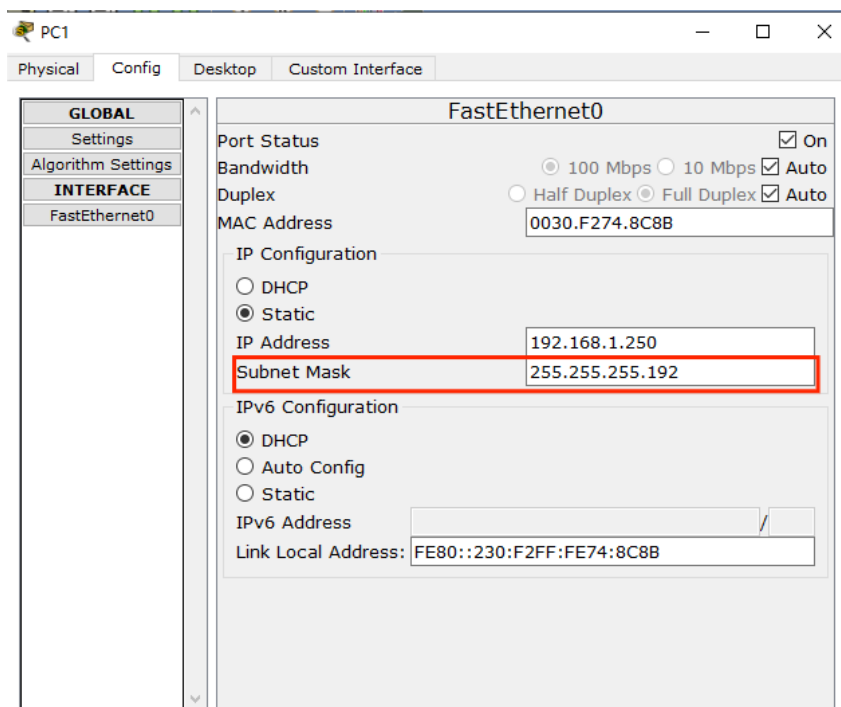 PC1
Physical Config Desktop Custom Interface
GLOBAL
Settings
Algorithm Settings
INTERFACE
FastEthernet0
FastEthernet0
Port Status On
Bandwidth 100 Mbps 10 Mbps Auto
Duplex Half Duplex Full Duplex Auto
MAC Address 0030.F274.8C8B
IP Configuration
DHCP
Static
IP Address 192.168.1.250
Subnet Mask 255.255.255.192
IPv6 Configuration
DHCP
Auto Config
Static
IPv6 Address /
Link Local Address: FE80::230:F2FF:FE74:8C8B